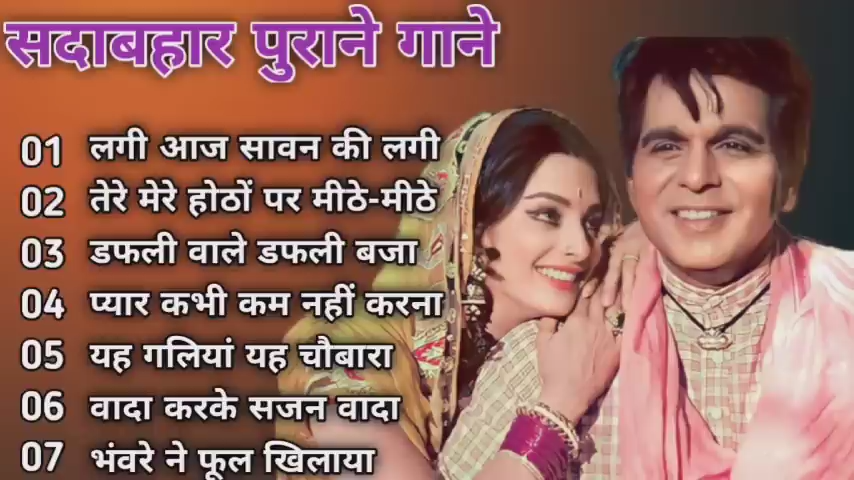 सदाबहार पुराने गाने
01 लगी आज सावन की लगी
02 तेरे मेरे होठों पर मीठे-मीठे
03 डफली वाले डफली बजा
04 प्यार कभी कम नहीं करना
05 यह गलियां यह चौबारा
06 वादा करके सजन वादा
07 भंवरे ने फूल खिलाया